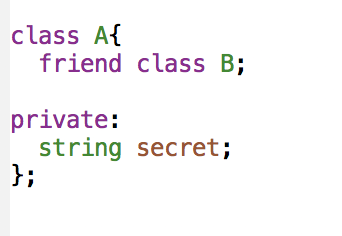 class A{
  friend class B;

private:
  string secret;
};